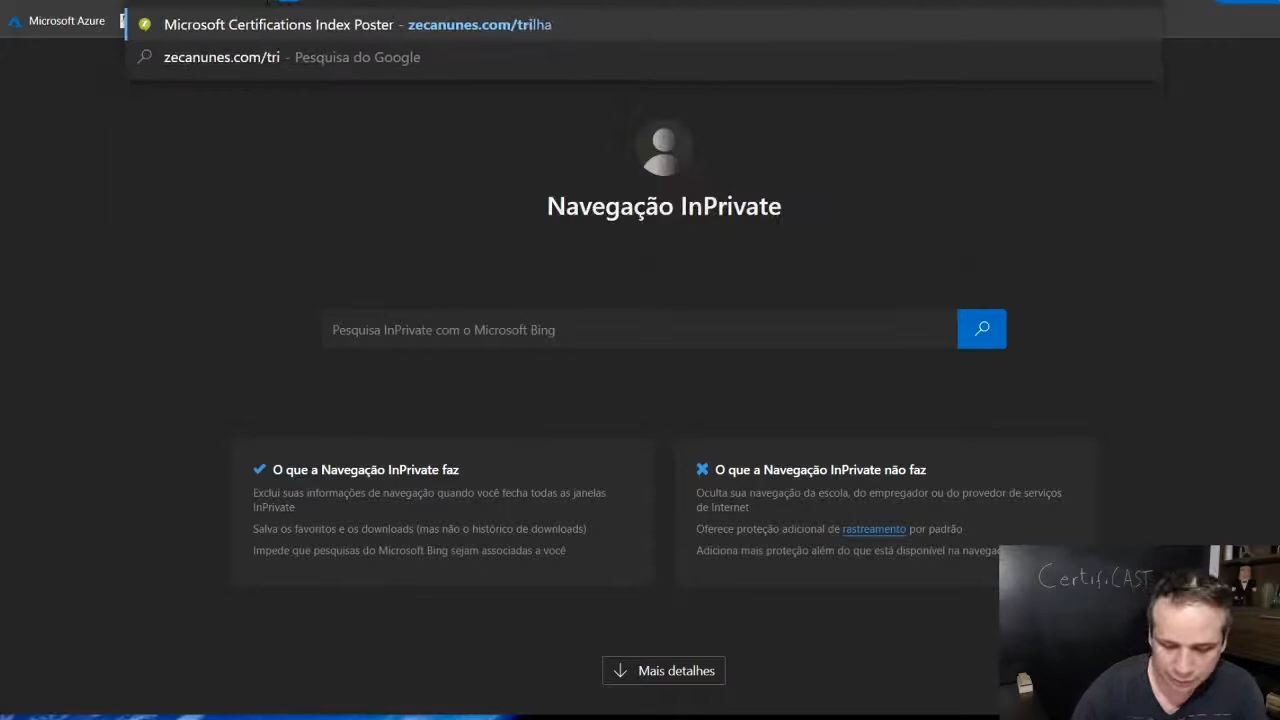 Microsoft Azure
Microsoft Certifications Index Poster - zecanunes.com/trilha
zecanunes.com/tri - Pesquisa do Google
Navegação InPrivate
Pesquisa InPrivate com o Microsoft Bing
O que a Navegação InPrivate faz
Exclui suas informações de navegação quando você fecha todas as janelas
InPrivate
Salva os favoritos e os downloads (mas não o histórico de downloads)
Impede que pesquisas do Microsoft Bing sejam associadas a você
O que a Navegação InPrivate não faz
Oculta sua navegação da escola, do empregador ou do provedor de serviços
de Internet
Oferece proteção adicional de rastreamento por padrão
Adiciona mais proteção além do que está disponível na navega
CertifiCAST
Mais detalhes